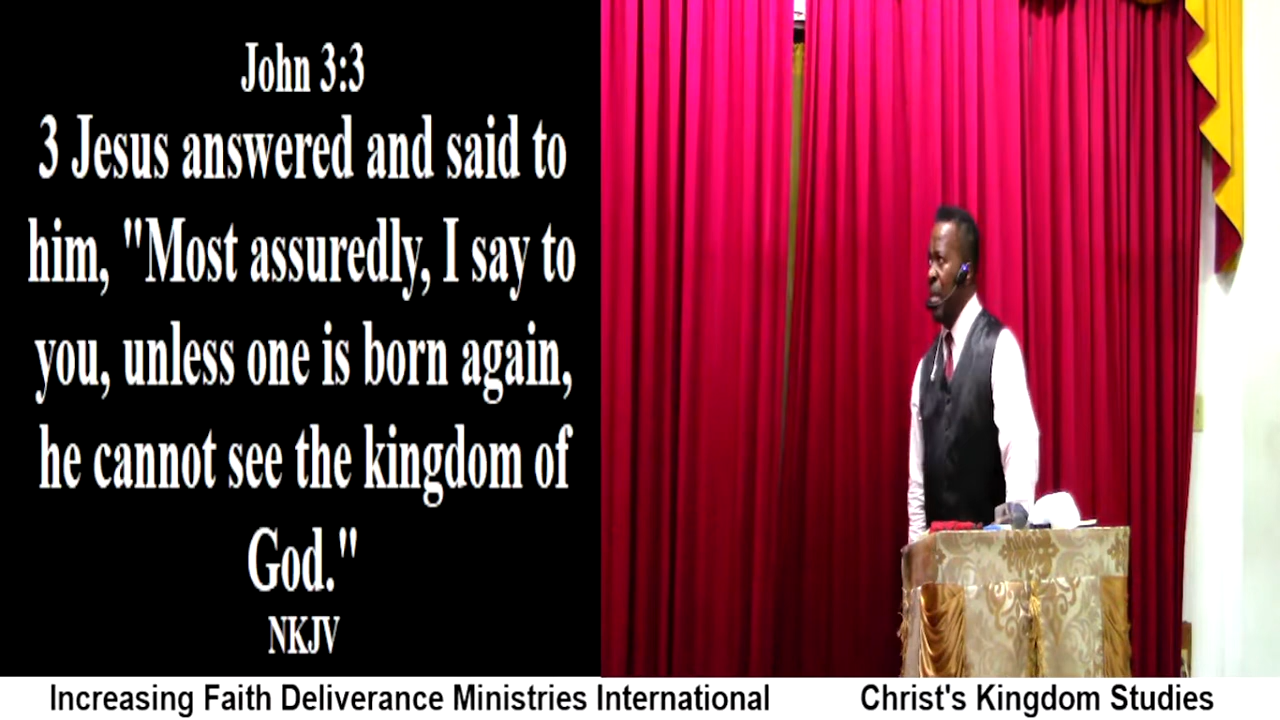 John 3:3
3 Jesus answered and said to
him, "Most assuredly, I say to
you, unless one is born again,
he cannot see the kingdom of
God."
NKJV
Increasing Faith Deliverance Ministries International
Christ's Kingdom Studies